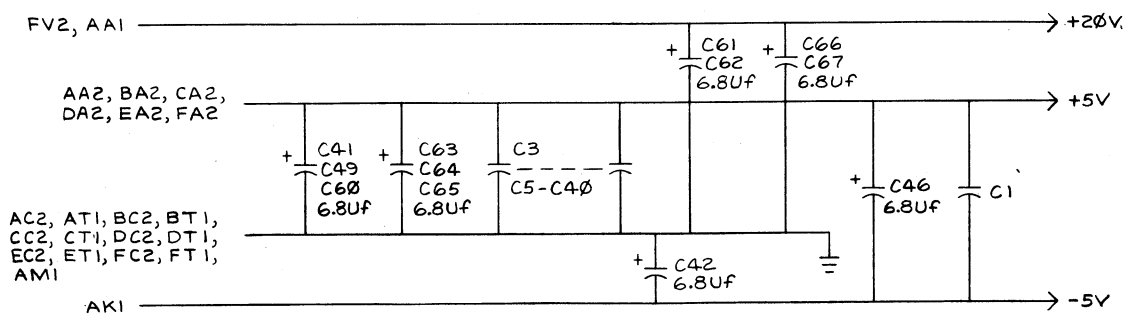 FV2, AA1
+20V.
+ C61
C62
6.8Uf
+ C66
C67
6.8Uf
AA2, BA2, CA2,
DA2, EA2, FA2
+5V
+ C41
C49
C60
6.8Uf
+ C63
C64
C65
6.8Uf
C3
C5-C40
+ C46
6.8Uf
C1
AC2, AT1, BC2, BT1,
CC2, CT1, DC2, DT1,
EC2, ET1, FC2, FT1,
AM1
+ C42
6.8Uf
AK1
-5V